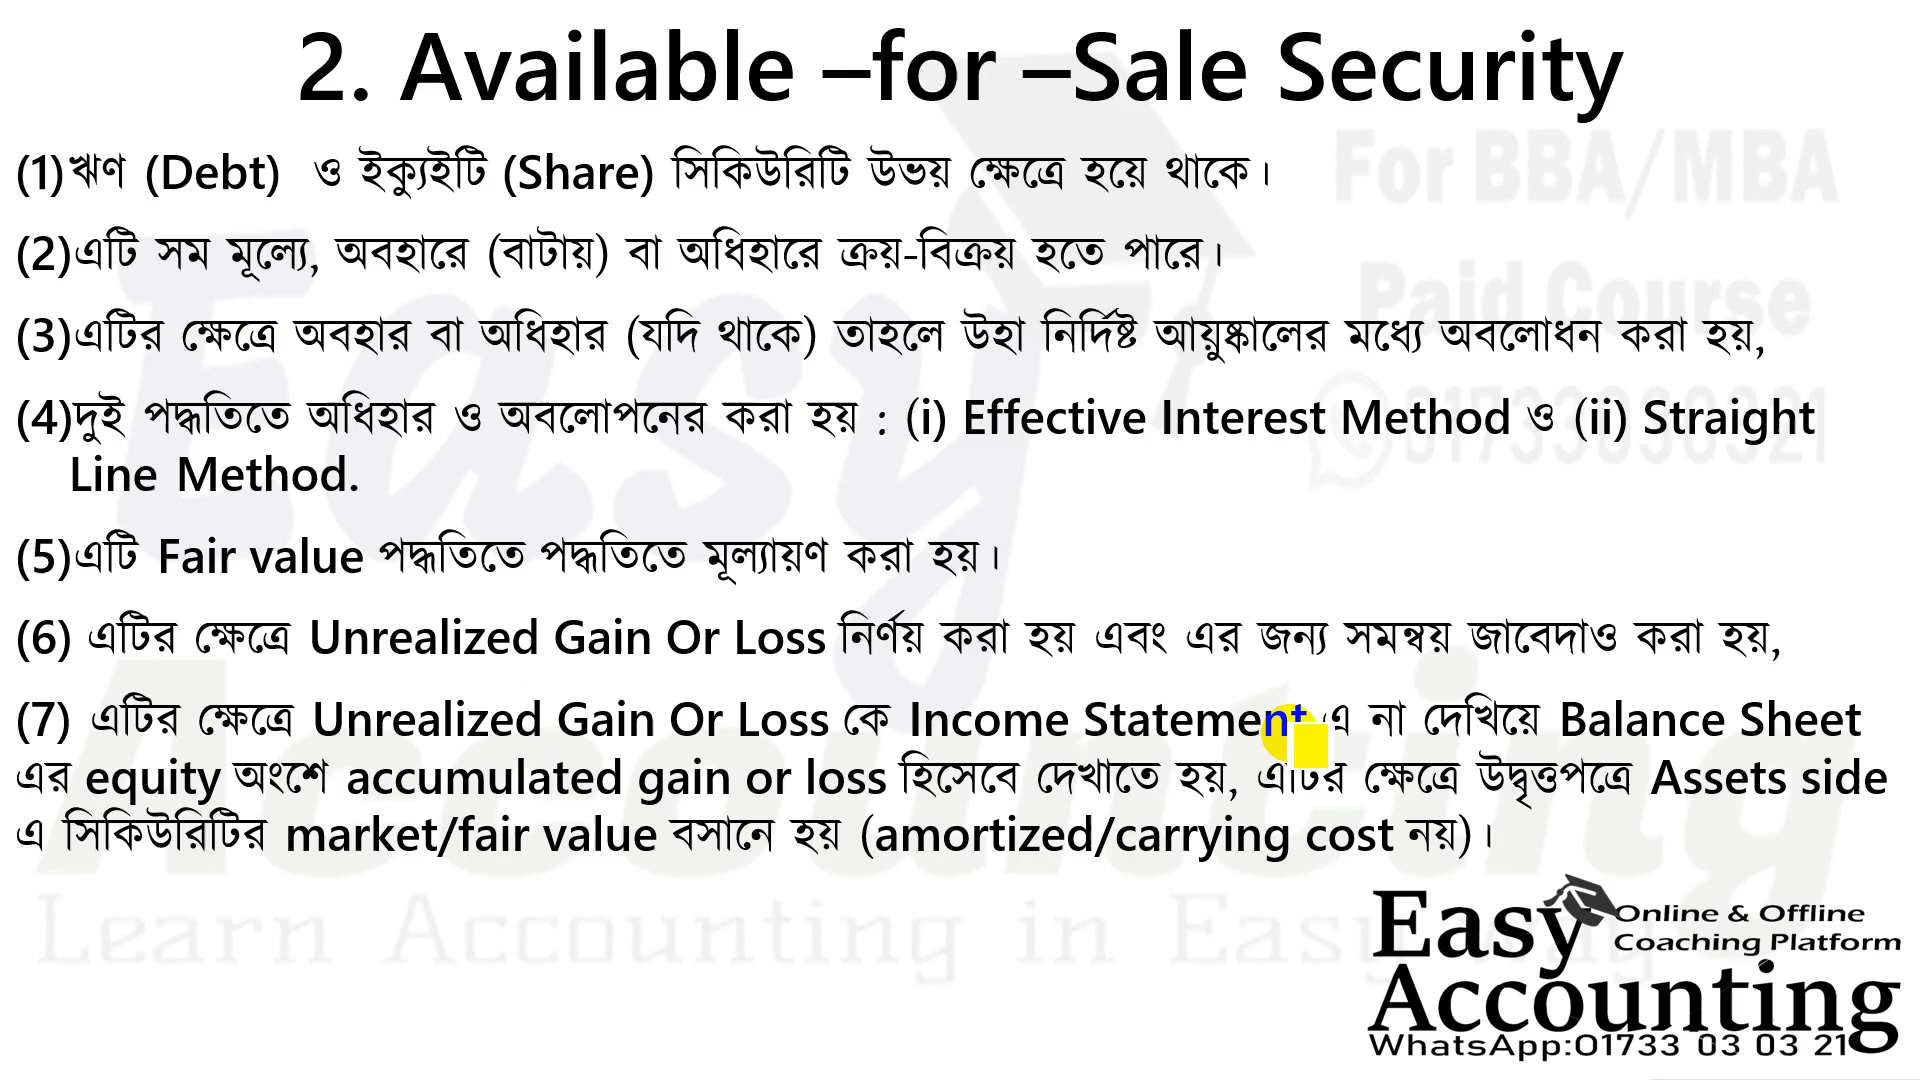 2. Available –for –Sale Security
(1)ঋণ (Debt) ও ইক্যুইটি (Share) সিকিউরিটি উভয় ক্ষেত্রে হয়ে থাকে।
For BBA/MBA
(2)এটি সম মূল্যে, অবহারে (বাটায়) বা অধিহারে ক্রয়-বিক্রয় হতে পারে।
Paid Course
(3)এটির ক্ষেত্রে অবহার বা অধিহার (যদি থাকে) তাহলে উহা নির্দিষ্ট আয়ুষ্কালের মধ্যে অবলোধন করা হয়,
(4)দুই পদ্ধতিতে অধিহার ও অবলোপনের করা হয় : (i) Effective Interest Method ও (ii) Straight
Line Method.
01733030321
(5)এটি Fair value পদ্ধতিতে পদ্ধতিতে মূল্যায়ণ করা হয়।
Easy
(6) এটির ক্ষেত্রে Unrealized Gain Or Loss নির্ণয় করা হয় এবং এর জন্য সমন্বয় জাবেদাও করা হয়,
(7) এটির ক্ষেত্রে Unrealized Gain Or Loss কে Income Statement এ না দেখিয়ে Balance Sheet
এর equity অংশে accumulated gain or loss হিসেবে দেখাতে হয়, এটির ক্ষেত্রে উদ্বৃত্তপত্রে Assets side
এ সিকিউরিটির market/fair value বসানে হয় (amortized/carrying cost নয়)।
Accounting
Learn Accounting in Easy
Easy Online & Offline
Coaching Platform
Accounting
WhatsApp:01733 03 03 21